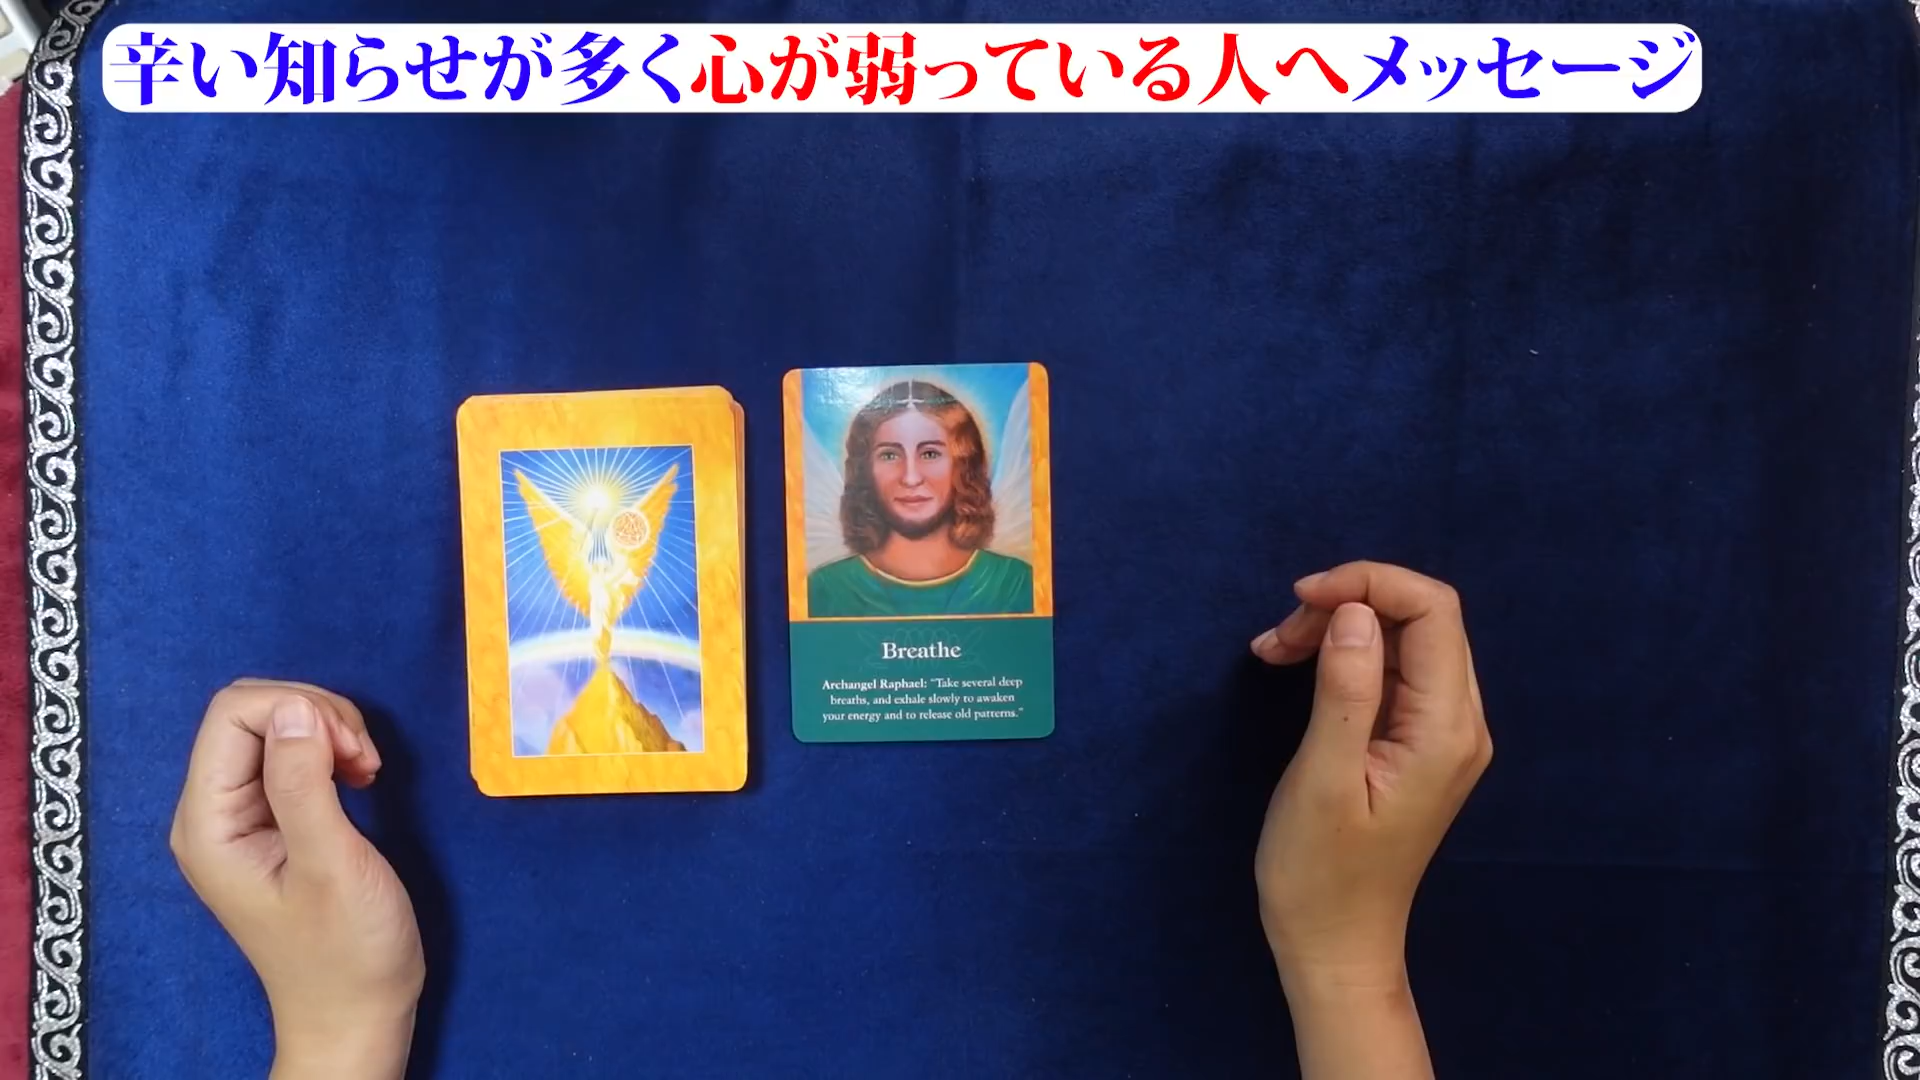 辛い知らせが多く心が弱っている人へメッセージ
Breathe
Archangel Raphael: “Take several deep
breaths, and exhale slowly to awaken
your energy and to release old patterns.”